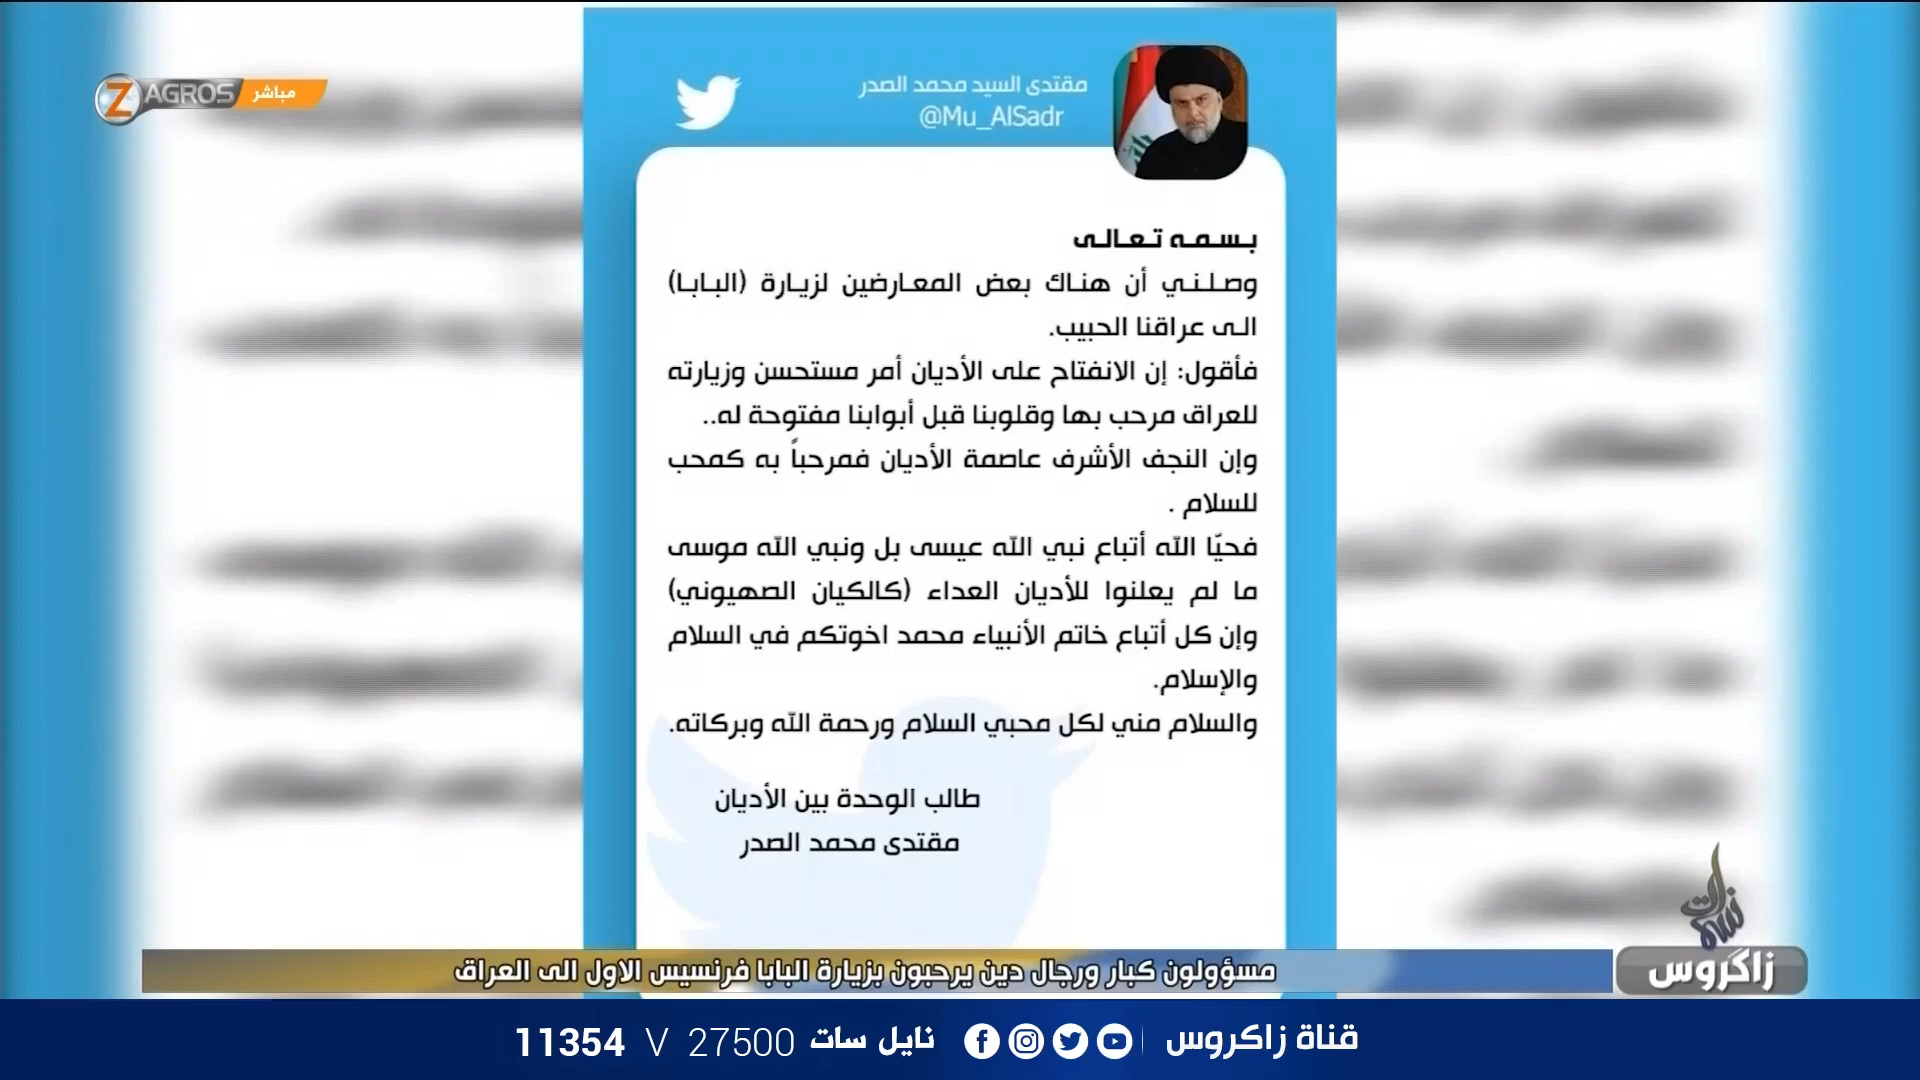 ZAGROS
مباشر
مقتدى السيد محمد الصدر
@Mu_AlSadr
بسمه تعالى
وصلني أن هناك بعض المعارضين لزيارة (البابا)
الى عراقنا الحبيب.
فأقول: إن الانفتاح على الأديان أمر مستحسن وزيارته
للعراق مرحب بها وقلوبنا قبل أبوابنا مفتوحة له..
وإن النجف الأشرف عاصمة الأديان فمرحباً به كمحب
للسلام .
فحيّا الله أتباع نبي الله عيسى بل ونبي الله موسى
ما لم يعلنوا للأديان العداء (كالكيان الصهيوني)
وإن كل أتباع خاتم الأنبياء محمد اخوتكم في السلام
والإسلام.
والسلام مني لكل محبي السلام ورحمة الله وبركاته.
طالب الوحدة بين الأديان
مقتدى محمد الصدر
مسؤولون كبار ورجال دين يرحبون بزيارة البابا فرنسيس الاول الى العراق
زاكروس
قناة زاكروس
نايل سات 27500 V 11354